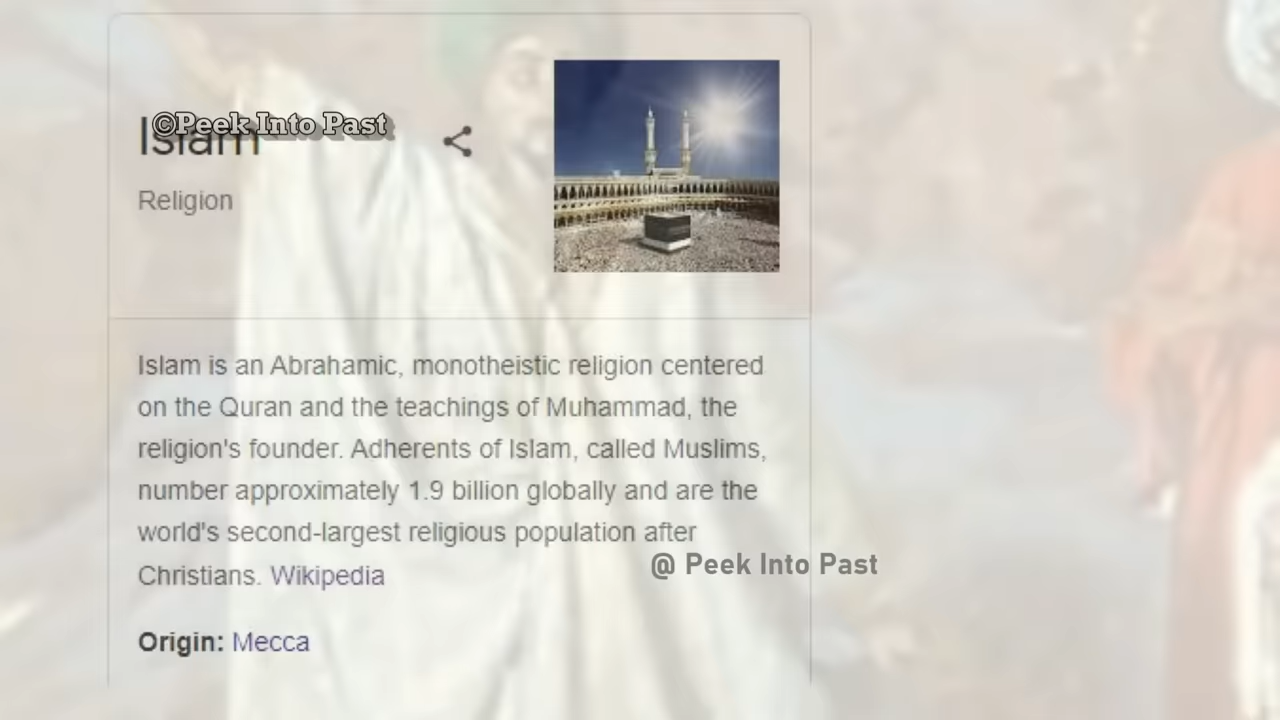 ©Peek Into Past
Islam
Religion
Islam is an Abrahamic, monotheistic religion centered
on the Quran and the teachings of Muhammad, the
religion's founder. Adherents of Islam, called Muslims,
number approximately 1.9 billion globally and are the
world's second-largest religious population after
Christians. Wikipedia
@ Peek Into Past
Origin: Mecca